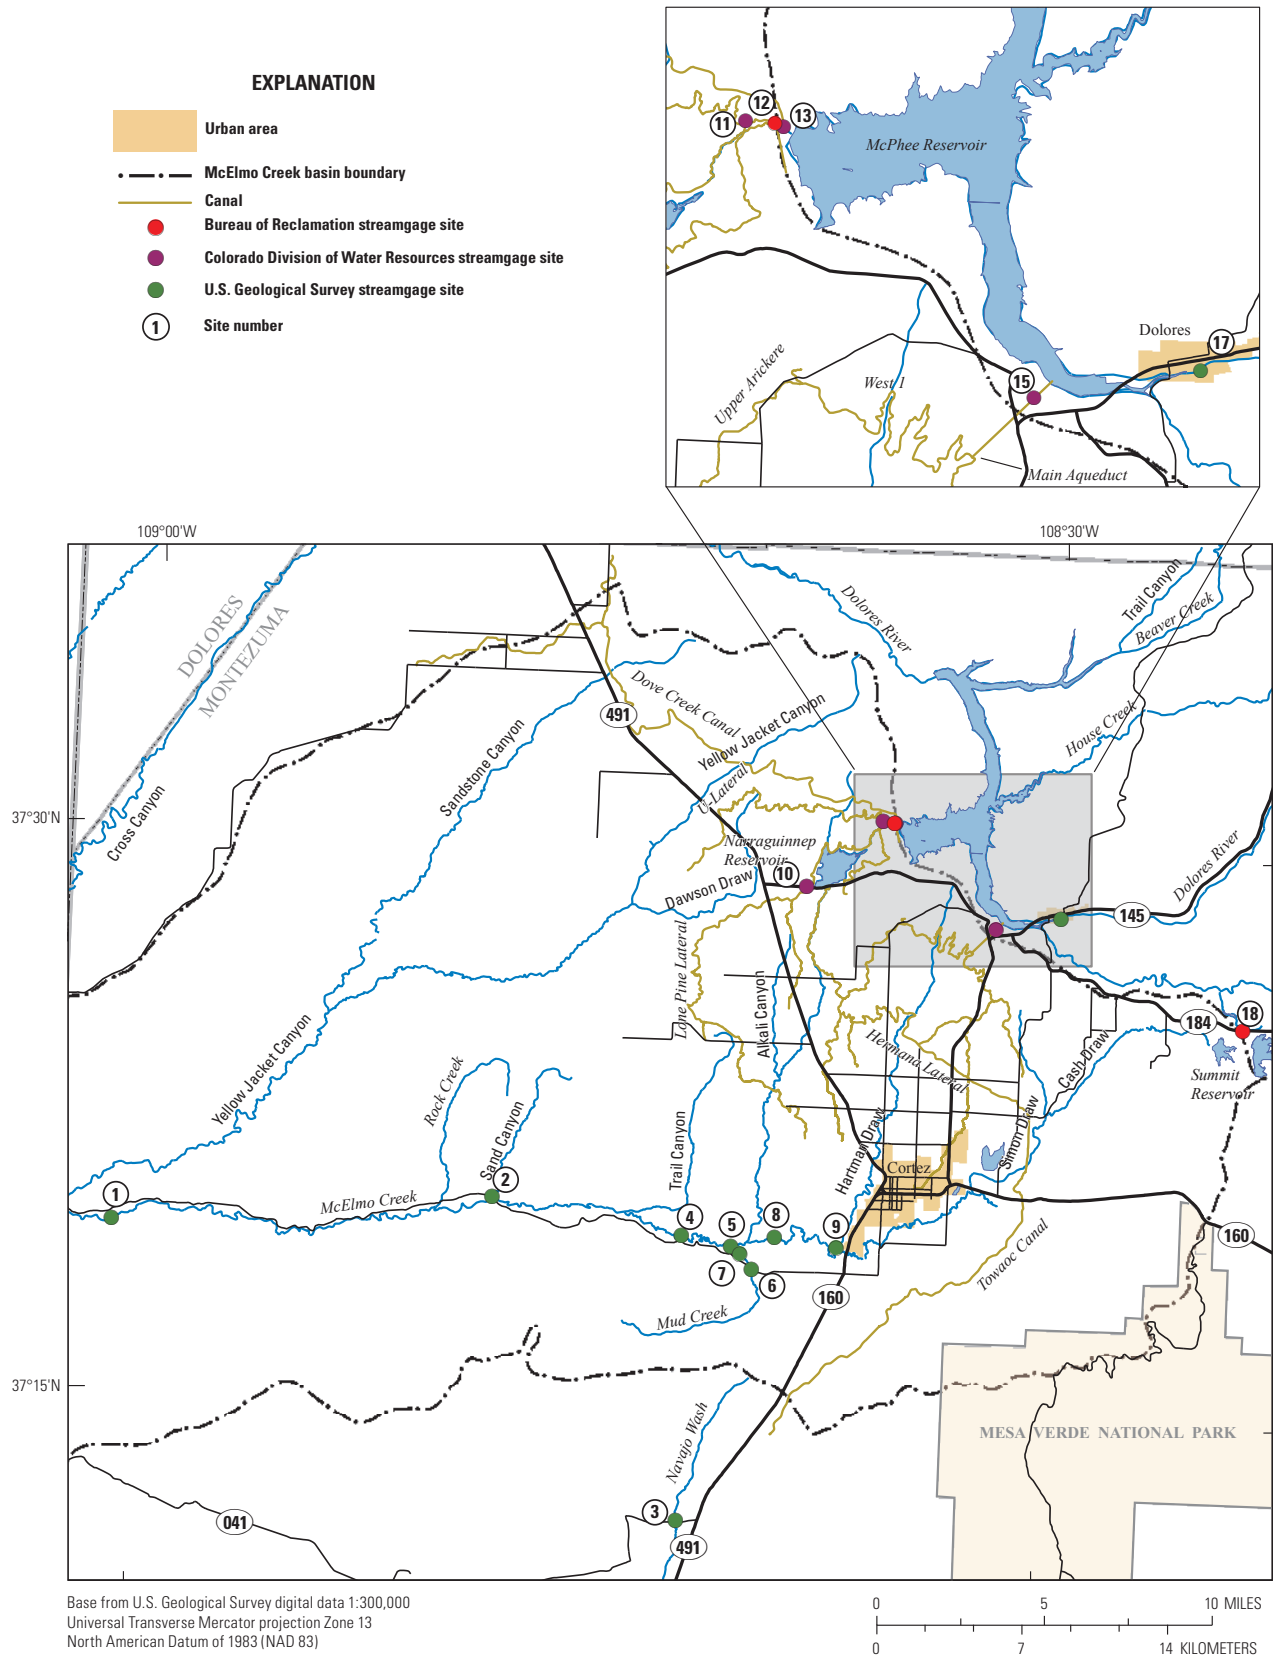 EXPLANATION
Urban area
McElmo Creek basin boundary
Canal
Bureau of Reclamation streamgage site
Colorado Division of Water Resources streamgage site
U.S. Geological Survey streamgage site
1
Site number
12
11
13
McPhee Reservoir
Dolores
17
Upper Arickere
West 1
15
Main Aqueduct
109°00'W
108°30'W
DOLORES
MONTEZUMA
Dolores River
Trail Canyon
Beaver Creek
Dove Creek Canal
491
Yellow Jacket Canyon
House Creek
Sandstone Canyon
U-Lateral
37°30'N
Cross Canyon
Narraguinnep
Reservoir
10
Dawson Draw
Dolores River
145
Lone Pine Lateral
Alkali Canyon
184
18
Hermana Lateral
Cash Draw
Summit
Reservoir
Yellow Jacket Canyon
Rock Creek
Sand Canyon
Trail Canyon
Hartman Draw
Simon Draw
Cortez
1
2
McElmo Creek
4
5
8
9
7
6
160
160
Towaoc Canal
Mud Creek
37°15'N
MESA VERDE NATIONAL PARK
Navajo Wash
3
041
491
Base from U.S. Geological Survey digital data 1:300,000
Universal Transverse Mercator projection Zone 13
North American Datum of 1983 (NAD 83)
0 5 10 MILES
0 7 14 KILOMETERS